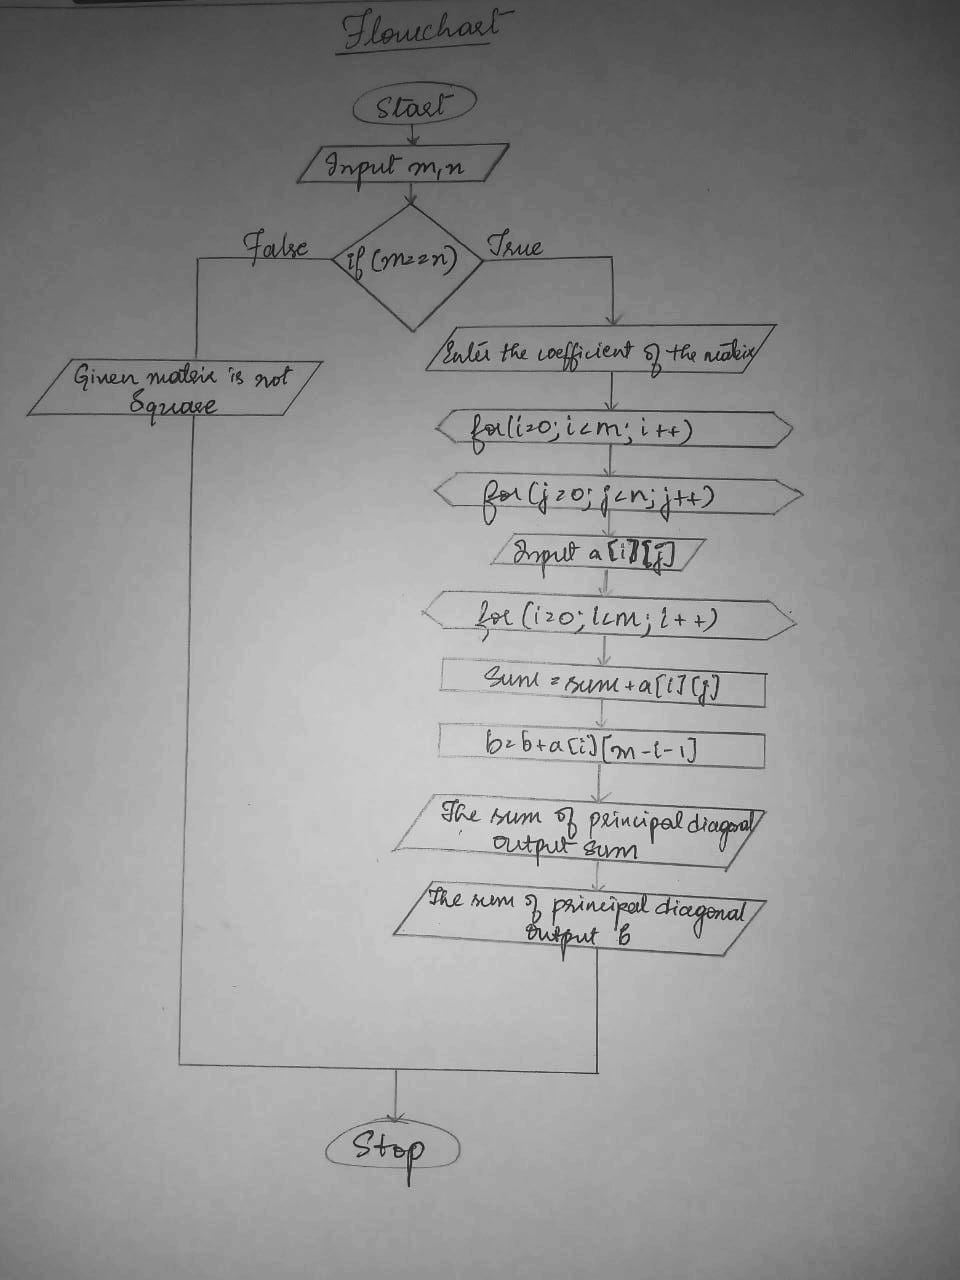 Flowchart
Start
Input m,n
if (m==n)
False
True
Given matrix is not
Square
Enter the coefficient of the matrix
for(i=0; i<m; i++)
for(j=0; j<n; j++)
Input a[i][j]
for(i=0; i<m; i++)
Sum = sum+a[i][j]
b=b+a[i][m-i-1]
The sum of principal diagonal
Output Sum
The sum of principal diagonal
Output b
Stop